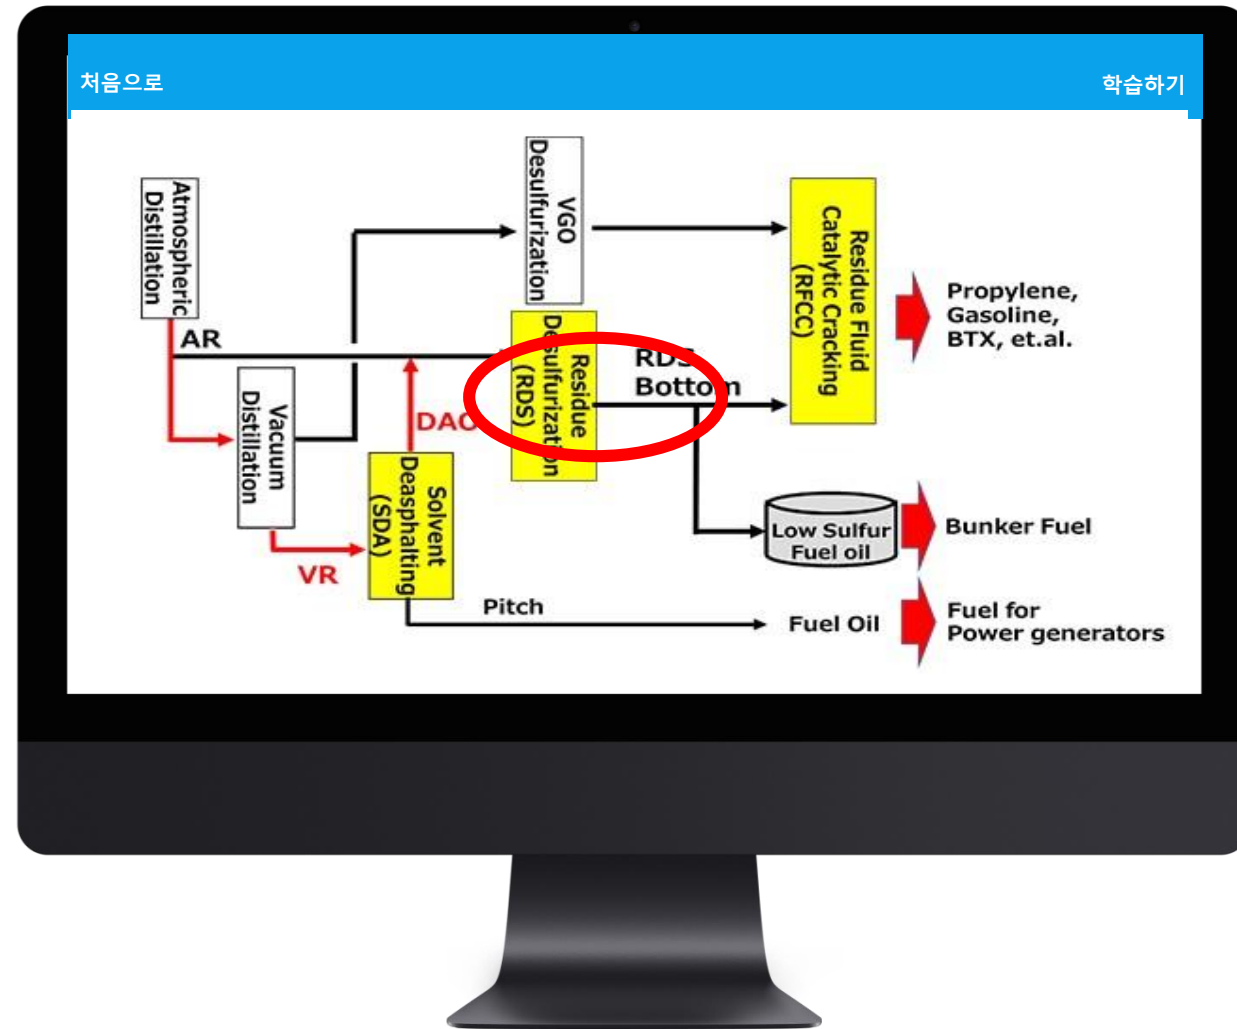 처음으로
학습하기
Atmospheric
Distillation
AR
Vacuum
Distillation
VR
Solvent
Deasphalting
(SDA)
DAO
Pitch
VGO
Desulfurization
Residue
Desulfurization
(RDS)
RDS
Bottom
Residue Fluid
Catalytic Cracking
(RFCC)
Propylene,
Gasoline,
BTX, et.al.
Low Sulfur
Fuel oil
Bunker Fuel
Fuel Oil
Fuel for
Power generators